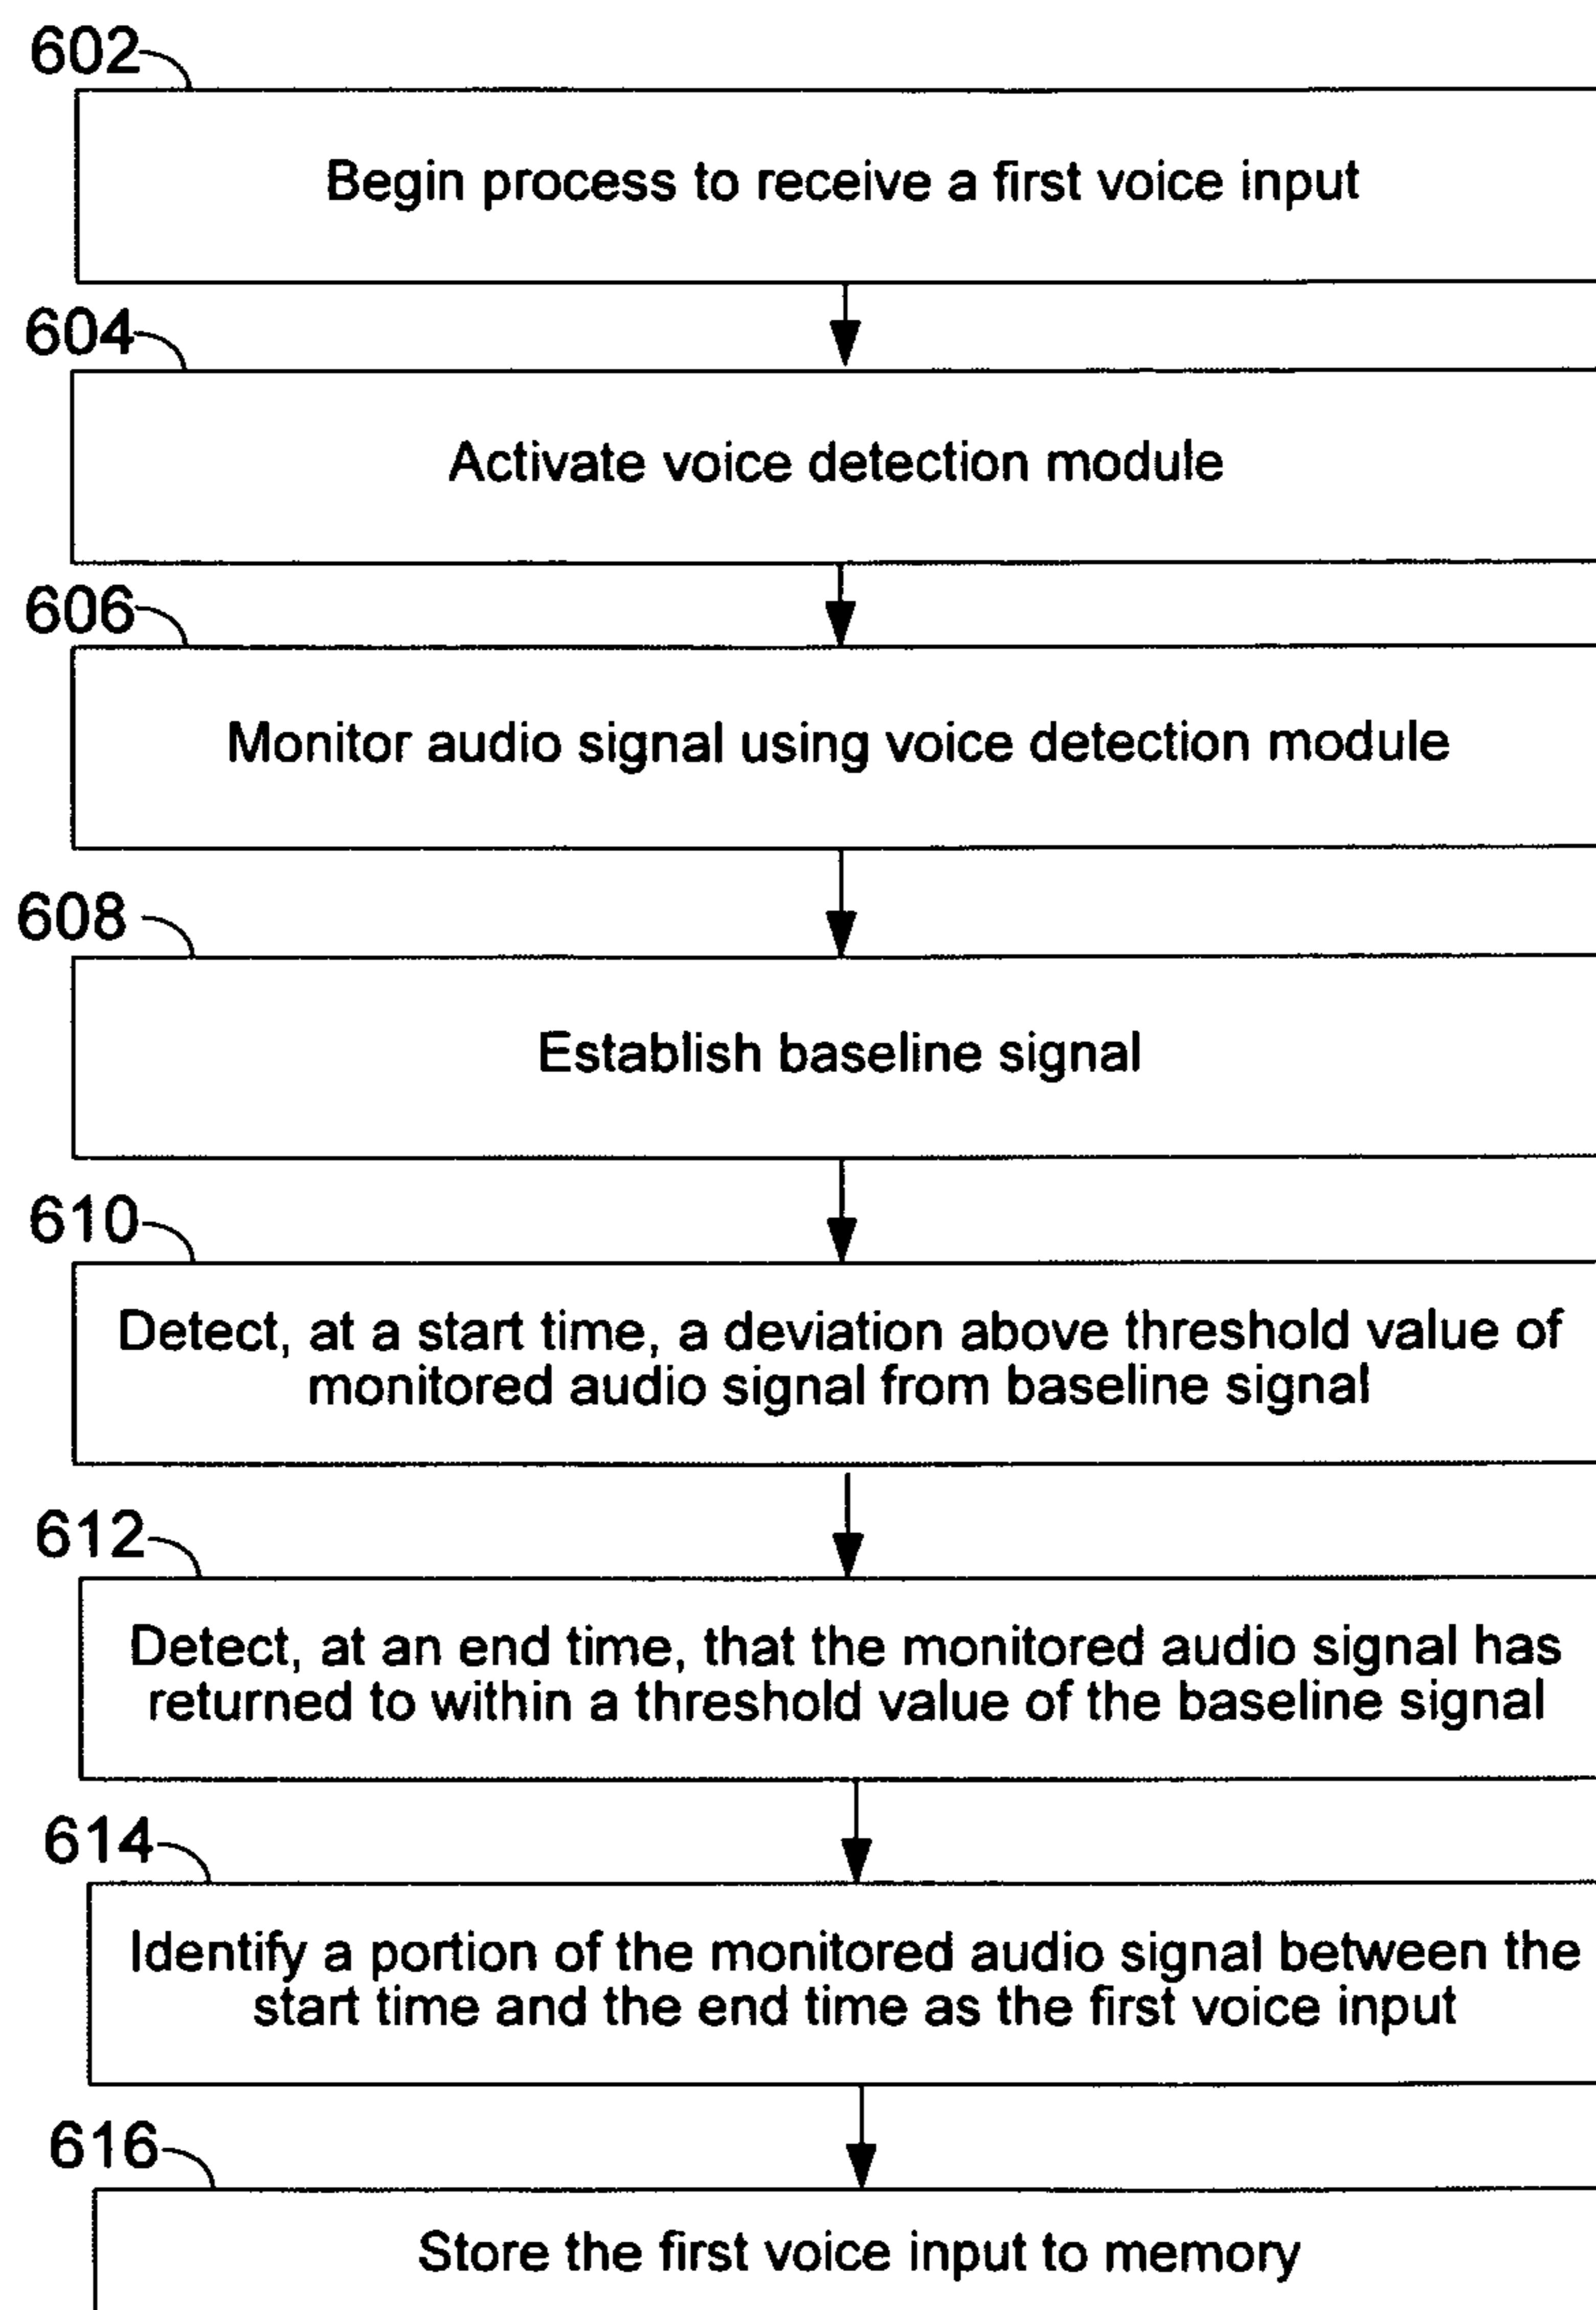 602
Begin process to receive a first voice input
604
Activate voice detection module
606
Monitor audio signal using voice detection module
608
Establish baseline signal
610
Detect, at a start time, a deviation above threshold value of
monitored audio signal from baseline signal
612
Detect, at an end time, that the monitored audio signal has
returned to within a threshold value of the baseline signal
614
Identify a portion of the monitored audio signal between the
start time and the end time as the first voice input
616
Store the first voice input to memory